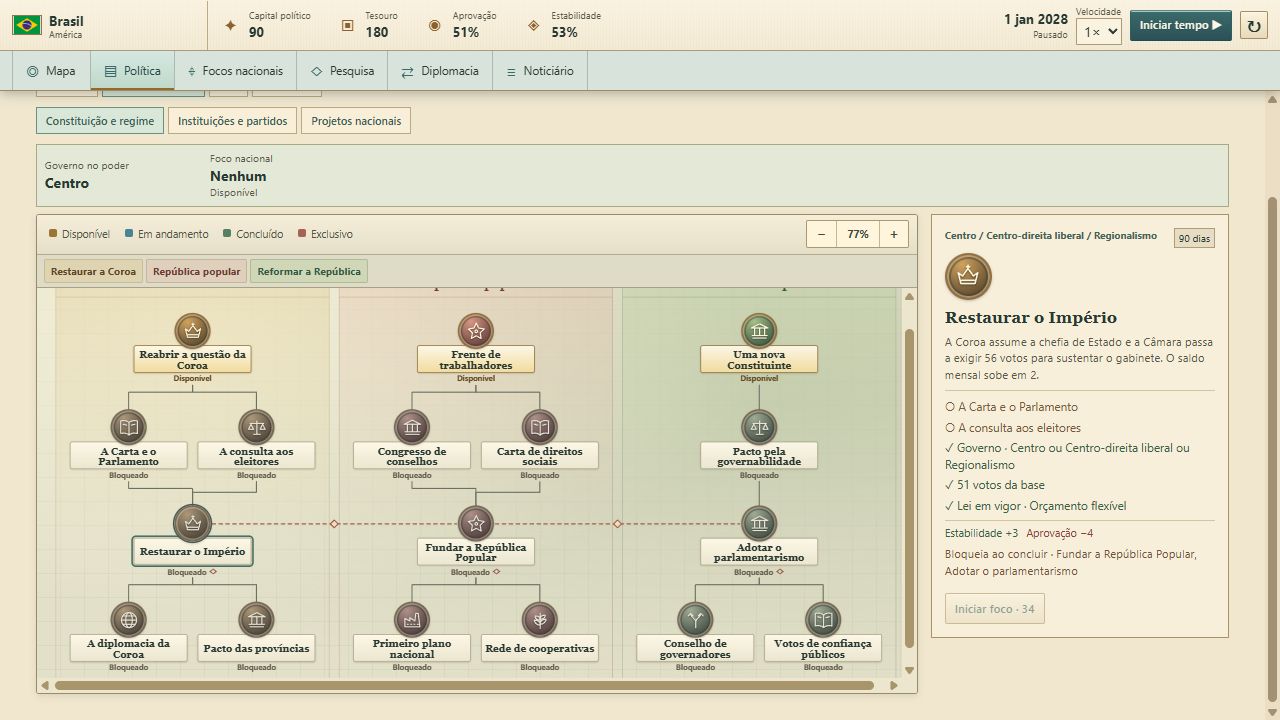 Brasil
América
Capital político
90
Tesouro
180
Aprovação
51%
Estabilidade
53%
1 jan 2028
Pausado
Velocidade
1×
Iniciar tempo ▶
Mapa
Política
Focos nacionais
Pesquisa
Diplomacia
Noticiário
Constituição e regime
Instituições e partidos
Projetos nacionais
Governo no poder
Centro
Foco nacional
Nenhum
Disponível
Disponível
Em andamento
Concluído
Exclusivo
− 77% +
Restaurar a Coroa
República popular
Reformar a República
Reabrir a questão da
Coroa
Disponível
Frente de
trabalhadores
Disponível
Uma nova
Constituinte
Disponível
A Carta e o
Parlamento
Bloqueado
A consulta aos
eleitores
Bloqueado
Congresso de
conselhos
Bloqueado
Carta de direitos
sociais
Bloqueado
Pacto pela
governabilidade
Bloqueado
Restaurar o Império
Bloqueado
Fundar a República
Popular
Bloqueado
Adotar o
parlamentarismo
Bloqueado
A diplomacia da
Coroa
Bloqueado
Pacto das províncias
Bloqueado
Primeiro plano
nacional
Bloqueado
Rede de cooperativas
Bloqueado
Conselho de
governadores
Bloqueado
Votos de confiança
públicos
Bloqueado
Centro / Centro-direita liberal / Regionalismo
90 dias
Restaurar o Império
A Coroa assume a chefia de Estado e a Câmara passa
a exigir 56 votos para sustentar o gabinete. O saldo
mensal sobe em 2.
○ A Carta e o Parlamento
○ A consulta aos eleitores
✓ Governo · Centro ou Centro-direita liberal ou
Regionalismo
✓ 51 votos da base
✓ Lei em vigor · Orçamento flexível
Estabilidade +3 Aprovação −4
Bloqueia ao concluir · Fundar a República Popular,
Adotar o parlamentarismo
Iniciar foco · 34